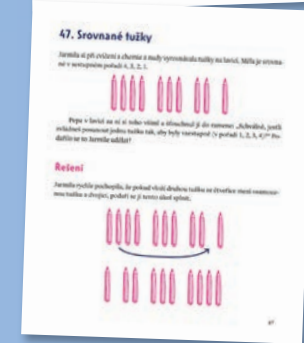 47. Srovnané tužky
Jarmila si při cvičení z chemie z nudy vyrovnávala tužky na lavici. Měla je srovna-
né v sestupném pořadí 4, 3, 2, 1.
Pepa v lavici za ní si toho všiml a šťouchnul ji do ramene: „Schválně, jestli
zvládneš posunout jednu tužku tak, aby byly vzestupně (v pořadí 1, 2, 3, 4)?“ Po-
dařilo se to Jarmile udělat?
Řešení
Jarmila rychle pochopila, že pokud vloží druhou tužku ze čtveřice mezi osamoce-
nou tužku a dvojici, podaří se jí tento úkol splnit.